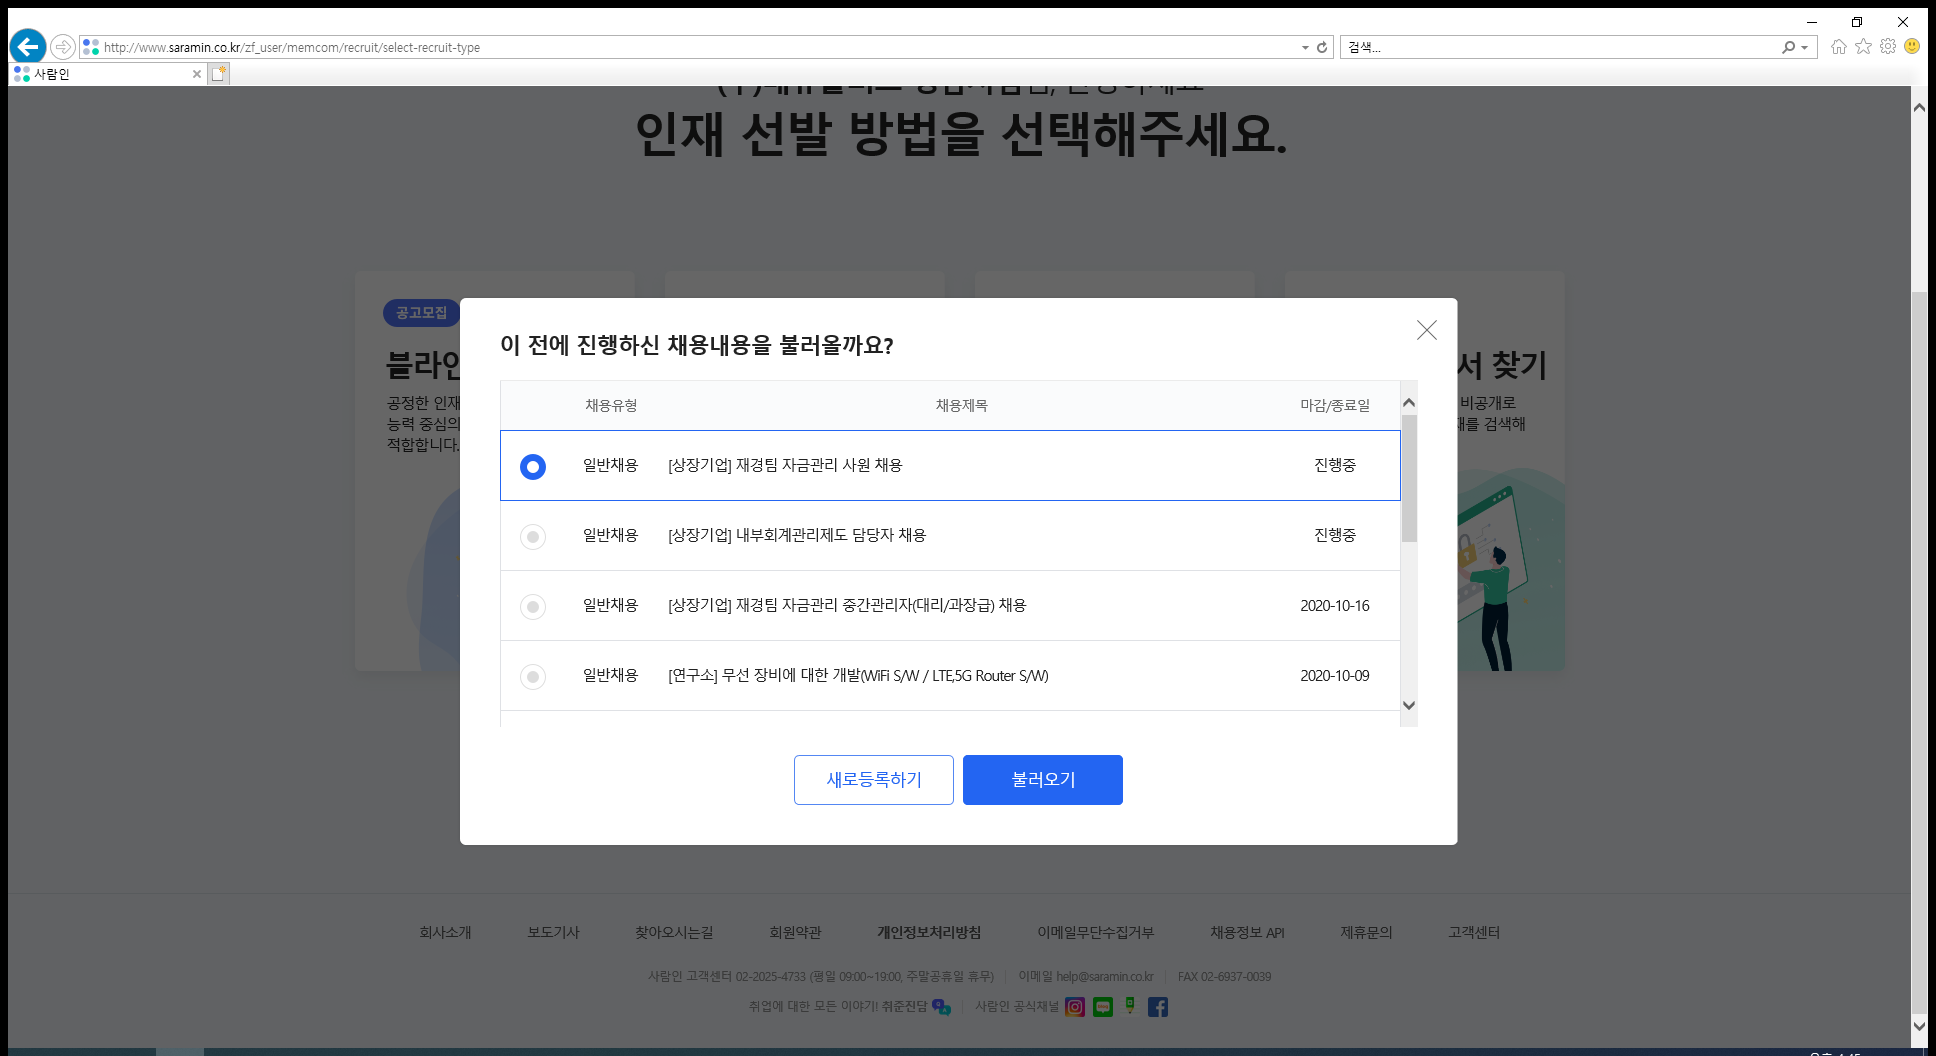 http://www.saramin.co.kr/zf_user/memcom/recruit/select-recruit-type
검색...
사람인
인재 선발 방법을 선택해주세요.
공고모집
블라인
서 찾기
공정한 인재
비공개로
능력 중심의
재를 검색해
적합합니다.
이 전에 진행하신 채용내용을 불러올까요?
채용유형 채용제목 마감/종료일
일반채용 [상장기업] 재경팀 자금관리 사원 채용 진행중
일반채용 [상장기업] 내부회계관리제도 담당자 채용 진행중
일반채용 [상장기업] 재경팀 자금관리 중간관리자(대리/과장급) 채용 2020-10-16
일반채용 [연구소] 무선 장비에 대한 개발(WiFi S/W / LTE,5G Router S/W) 2020-10-09
새로등록하기 불러오기
회사소개 보도기사 찾아오시는길 회원약관 개인정보처리방침 이메일무단수집거부 채용정보 API 제휴문의 고객센터
사람인 고객센터 02-2025-4733 (평일 09:00~19:00, 주말공휴일 휴무) 이메일 help@saramin.co.kr FAX 02-6937-0039
취업에 대한 모든 이야기! 취준진담 사람인 공식채널